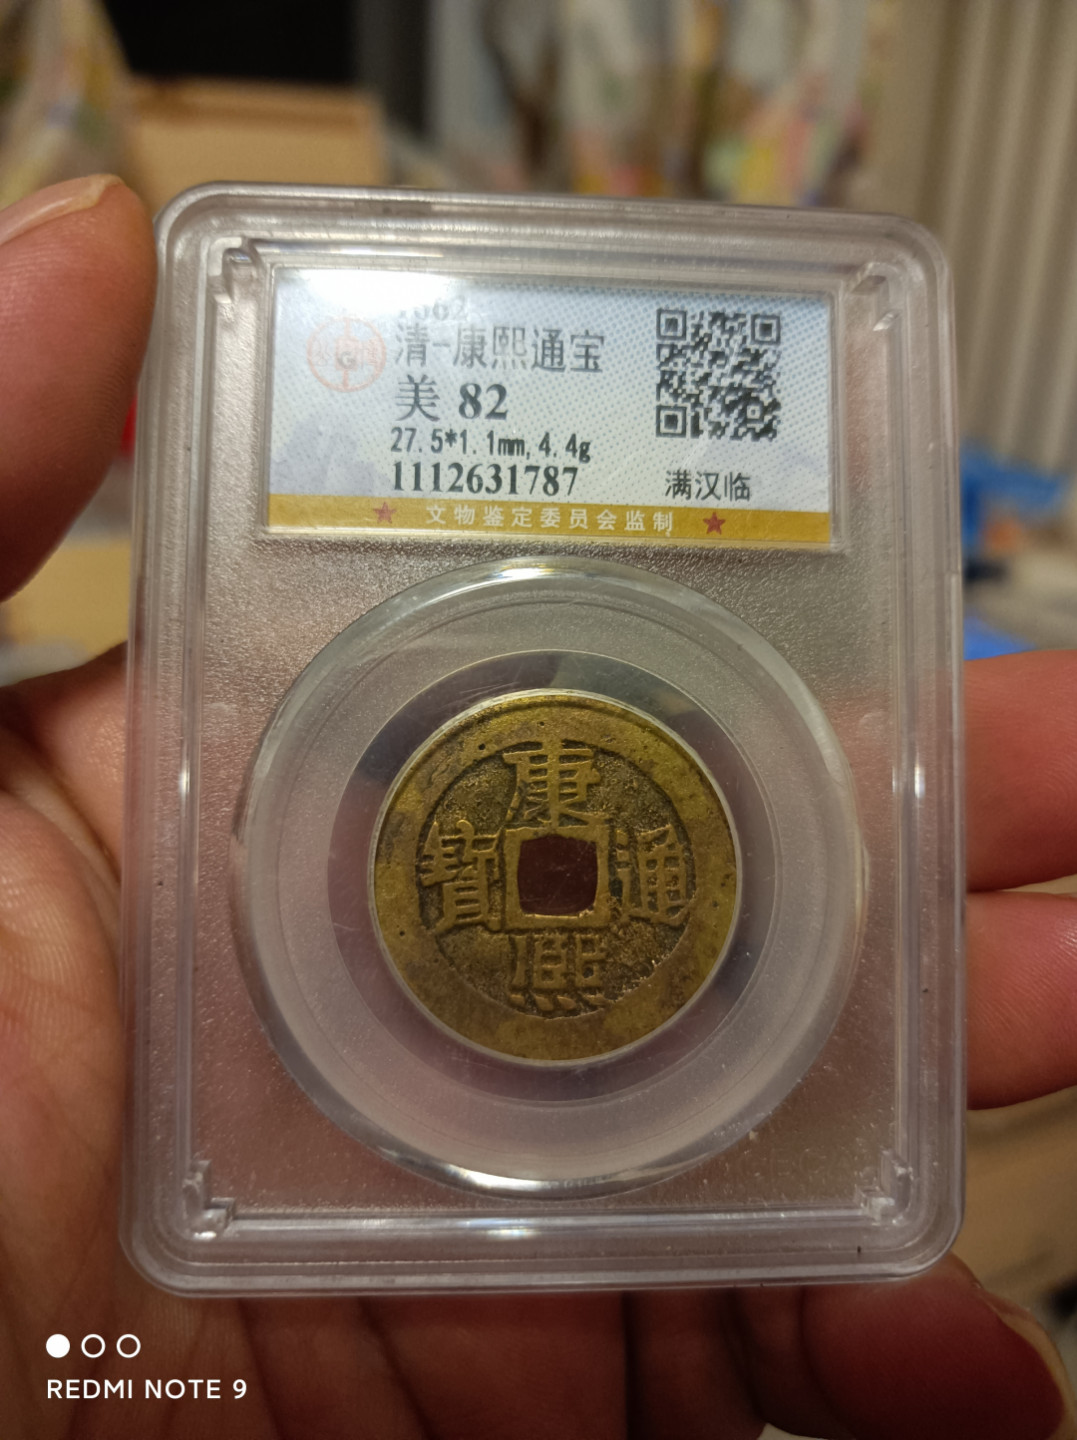 1662
清-康熙通宝
美 82
27.5*1.1mm,4.4g
1112631787
满汉临
★ 文物鉴定委员会监制 ★
康
寶 通
熙
REDMI NOTE 9